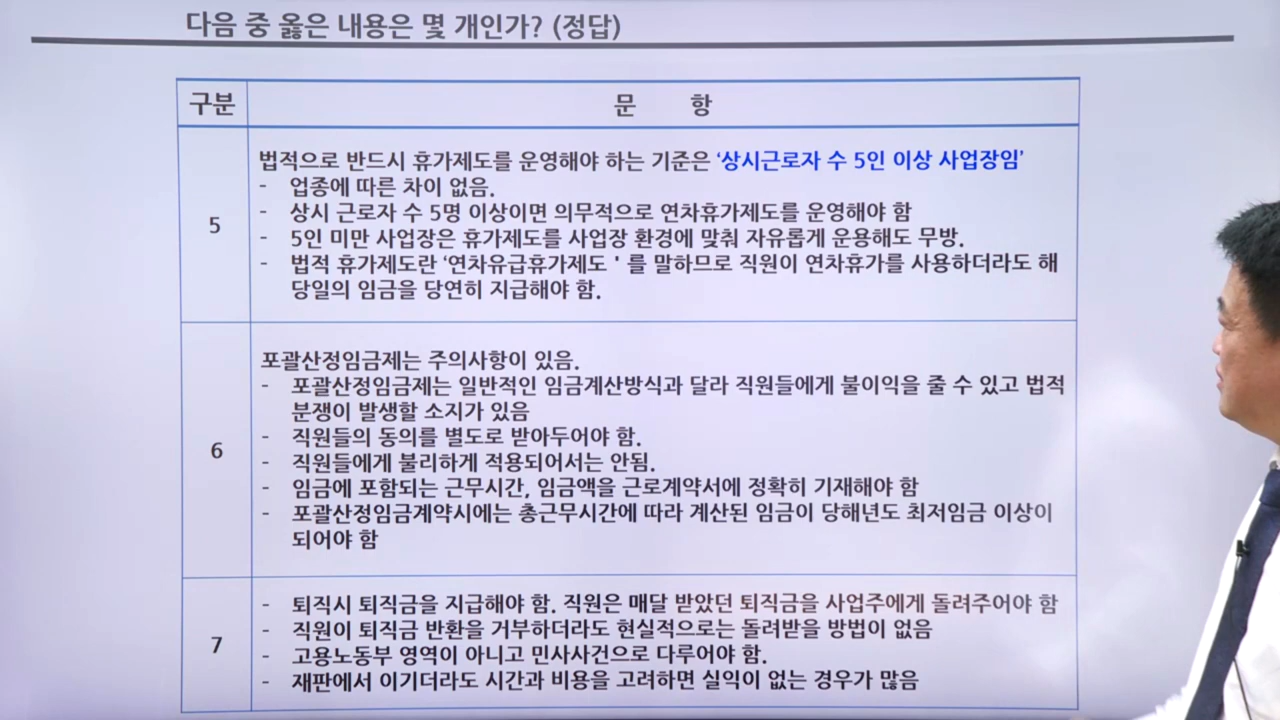 다음 중 옳은 내용은 몇 개인가? (정답)
구분
문 항
5
법적으로 반드시 휴가제도를 운영해야 하는 기준은 ‘상시근로자 수 5인 이상 사업장임’
- 업종에 따른 차이 없음.
- 상시 근로자 수 5명 이상이면 의무적으로 연차휴가제도를 운영해야 함
- 5인 미만 사업장은 휴가제도를 사업장 환경에 맞춰 자유롭게 운용해도 무방.
- 법적 휴가제도란 ‘연차유급휴가제도 ' 를 말하므로 직원이 연차휴가를 사용하더라도 해
당일의 임금을 당연히 지급해야 함.
6
포괄산정임금제는 주의사항이 있음.
- 포괄산정임금제는 일반적인 임금계산방식과 달라 직원들에게 불이익을 줄 수 있고 법적
분쟁이 발생할 소지가 있음
- 직원들의 동의를 별도로 받아두어야 함.
- 직원들에게 불리하게 적용되어서는 안됨.
- 임금에 포함되는 근무시간, 임금액을 근로계약서에 정확히 기재해야 함
- 포괄산정임금계약시에는 총근무시간에 따라 계산된 임금이 당해년도 최저임금 이상이
되어야 함
7
- 퇴직시 퇴직금을 지급해야 함. 직원은 매달 받았던 퇴직금을 사업주에게 돌려주어야 함
- 직원이 퇴직금 반환을 거부하더라도 현실적으로는 돌려받을 방법이 없음
- 고용노동부 영역이 아니고 민사사건으로 다루어야 함.
- 재판에서 이기더라도 시간과 비용을 고려하면 실익이 없는 경우가 많음